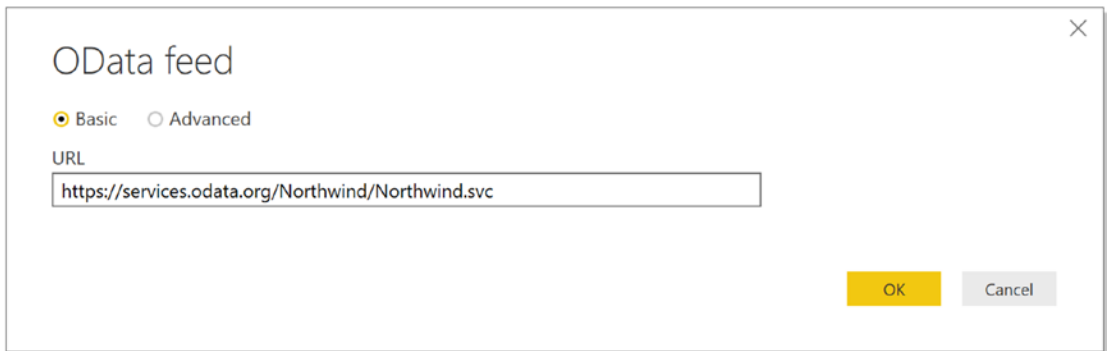 OData feed
Basic Advanced
URL
https://services.odata.org/Northwind/Northwind.svc
OK Cancel